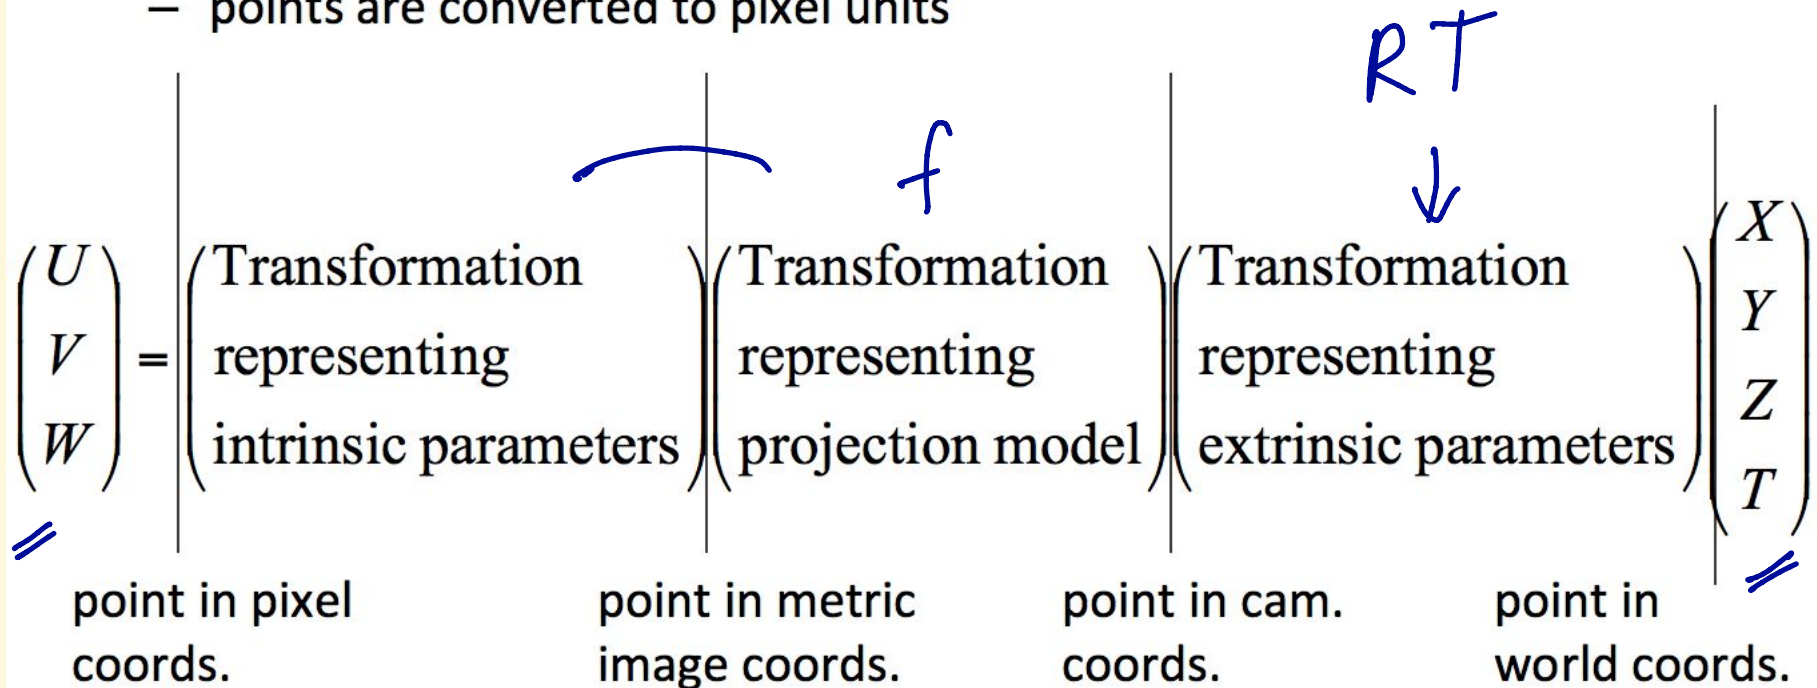 – points are converted to pixel units
R T
f
U
V
W
=
Transformation
representing
intrinsic parameters
Transformation
representing
projection model
Transformation
representing
extrinsic parameters
X
Y
Z
T
point in pixel
coords.
point in metric
image coords.
point in cam.
coords.
point in
world coords.